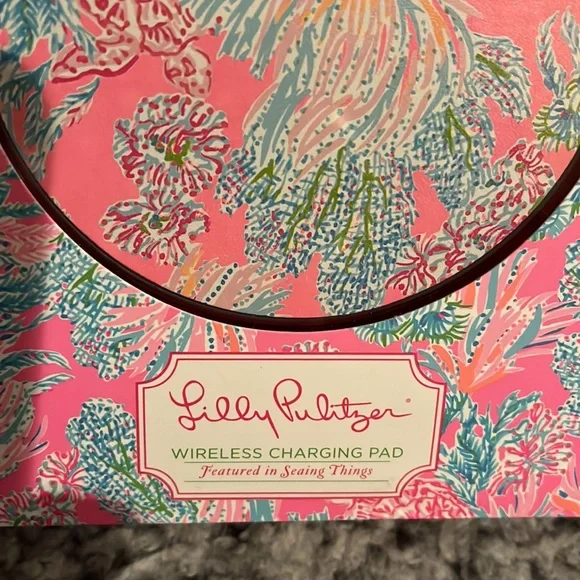 Lilly Pulitzer®
WIRELESS CHARGING PAD
Featured in Seaing Things